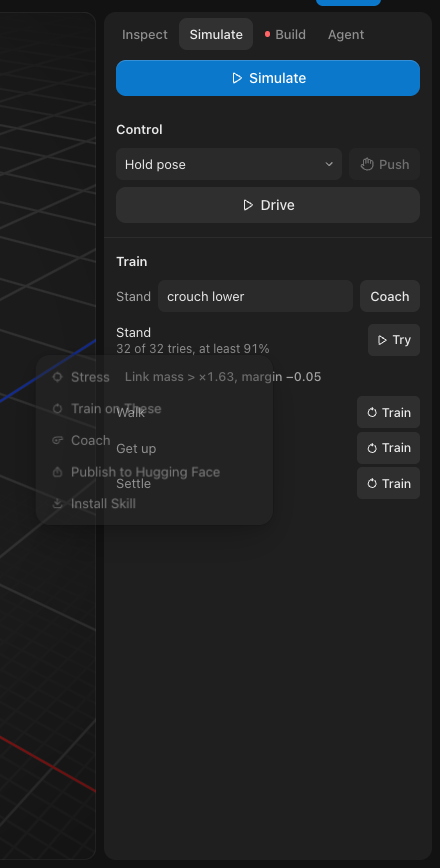 Inspect Simulate Build Agent
Simulate
Control
Hold pose Push
Drive
Train
Stand crouch lower Coach
Stand Try
32 of 32 tries, at least 91%
Stress Link mass > ×1.63, margin −0.05
Train on These
Walk Train
Coach
Get up Train
Publish to Hugging Face
Settle Train
Install Skill